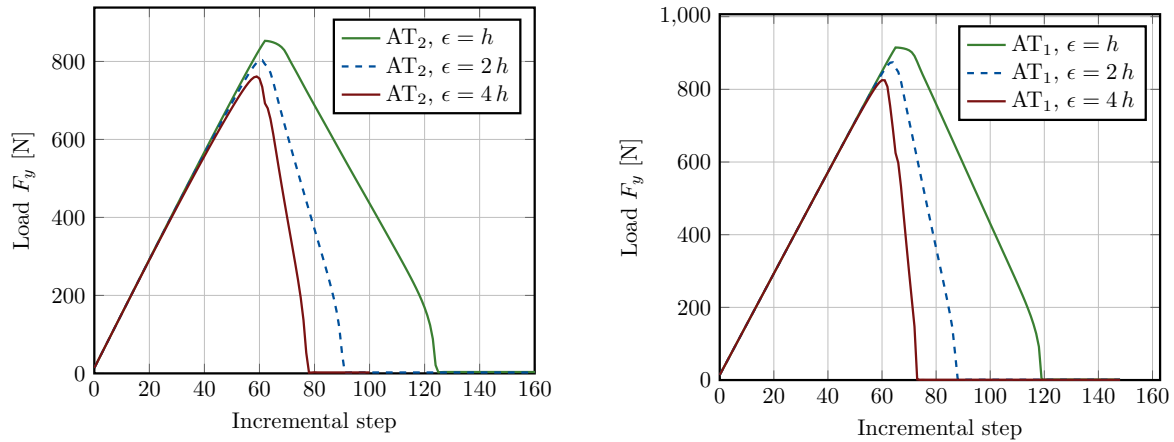 AT₂, ϵ = h
AT₂, ϵ = 2 h
AT₂, ϵ = 4 h
800
600
400
200
0
Load F_y [N]
0 20 40 60 80 100 120 140 160
Incremental step
AT₁, ϵ = h
AT₁, ϵ = 2 h
AT₁, ϵ = 4 h
1,000
800
600
400
200
0
Load F_y [N]
0 20 40 60 80 100 120 140 160
Incremental step